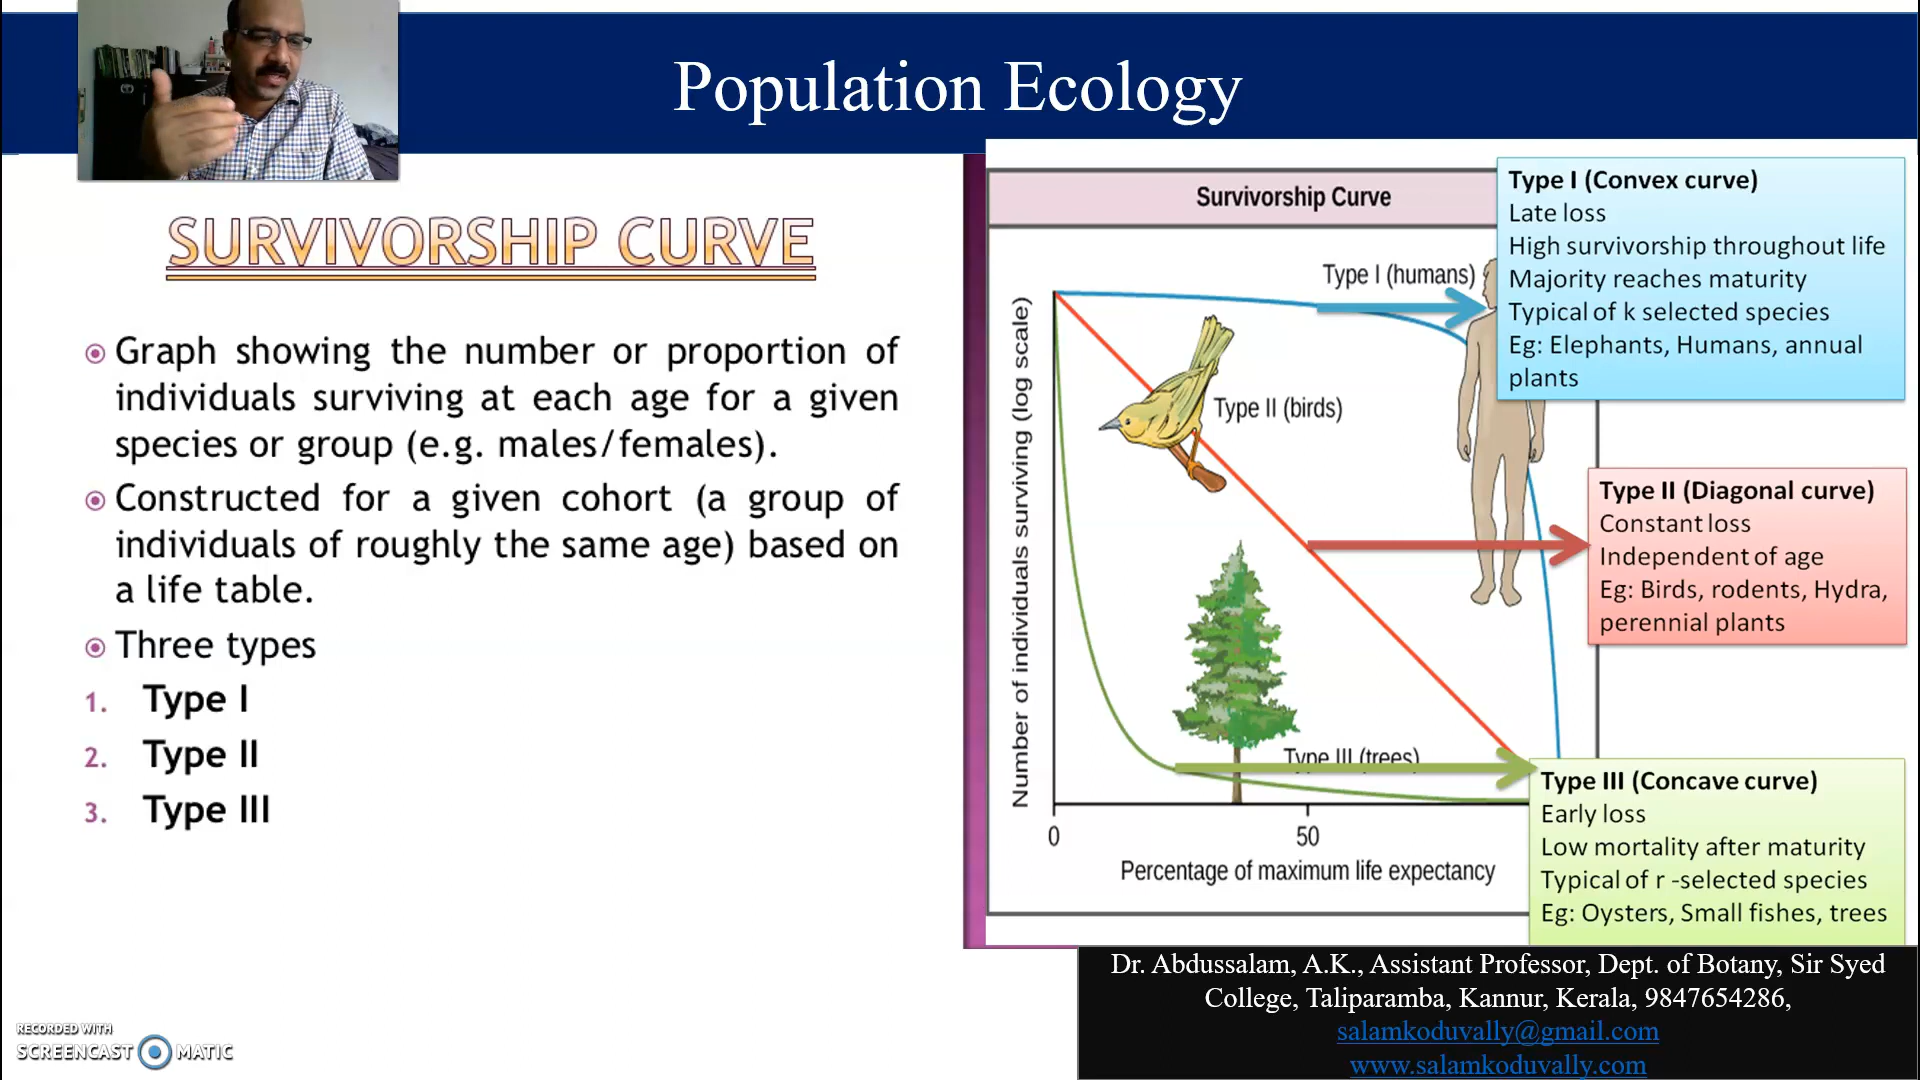 Population Ecology
SURVIVORSHIP CURVE
Graph showing the number or proportion of
individuals surviving at each age for a given
species or group (e.g. males/females).
Constructed for a given cohort (a group of
individuals of roughly the same age) based on
a life table.
Three types
1. Type I
2. Type II
3. Type III
Survivorship Curve
Type I (humans)
Type II (birds)
Type III (trees)
Number of individuals surviving (log scale)
0
50
Percentage of maximum life expectancy
Type I (Convex curve)
Late loss
High survivorship throughout life
Majority reaches maturity
Typical of k selected species
Eg: Elephants, Humans, annual
plants
Type II (Diagonal curve)
Constant loss
Independent of age
Eg: Birds, rodents, Hydra,
perennial plants
Type III (Concave curve)
Early loss
Low mortality after maturity
Typical of r -selected species
Eg: Oysters, Small fishes, trees
Dr. Abdussalam, A.K., Assistant Professor, Dept. of Botany, Sir Syed
College, Taliparamba, Kannur, Kerala, 9847654286,
salamkoduvally@gmail.com
www.salamkoduvally.com
RECORDED WITH
SCREENCAST MATIC